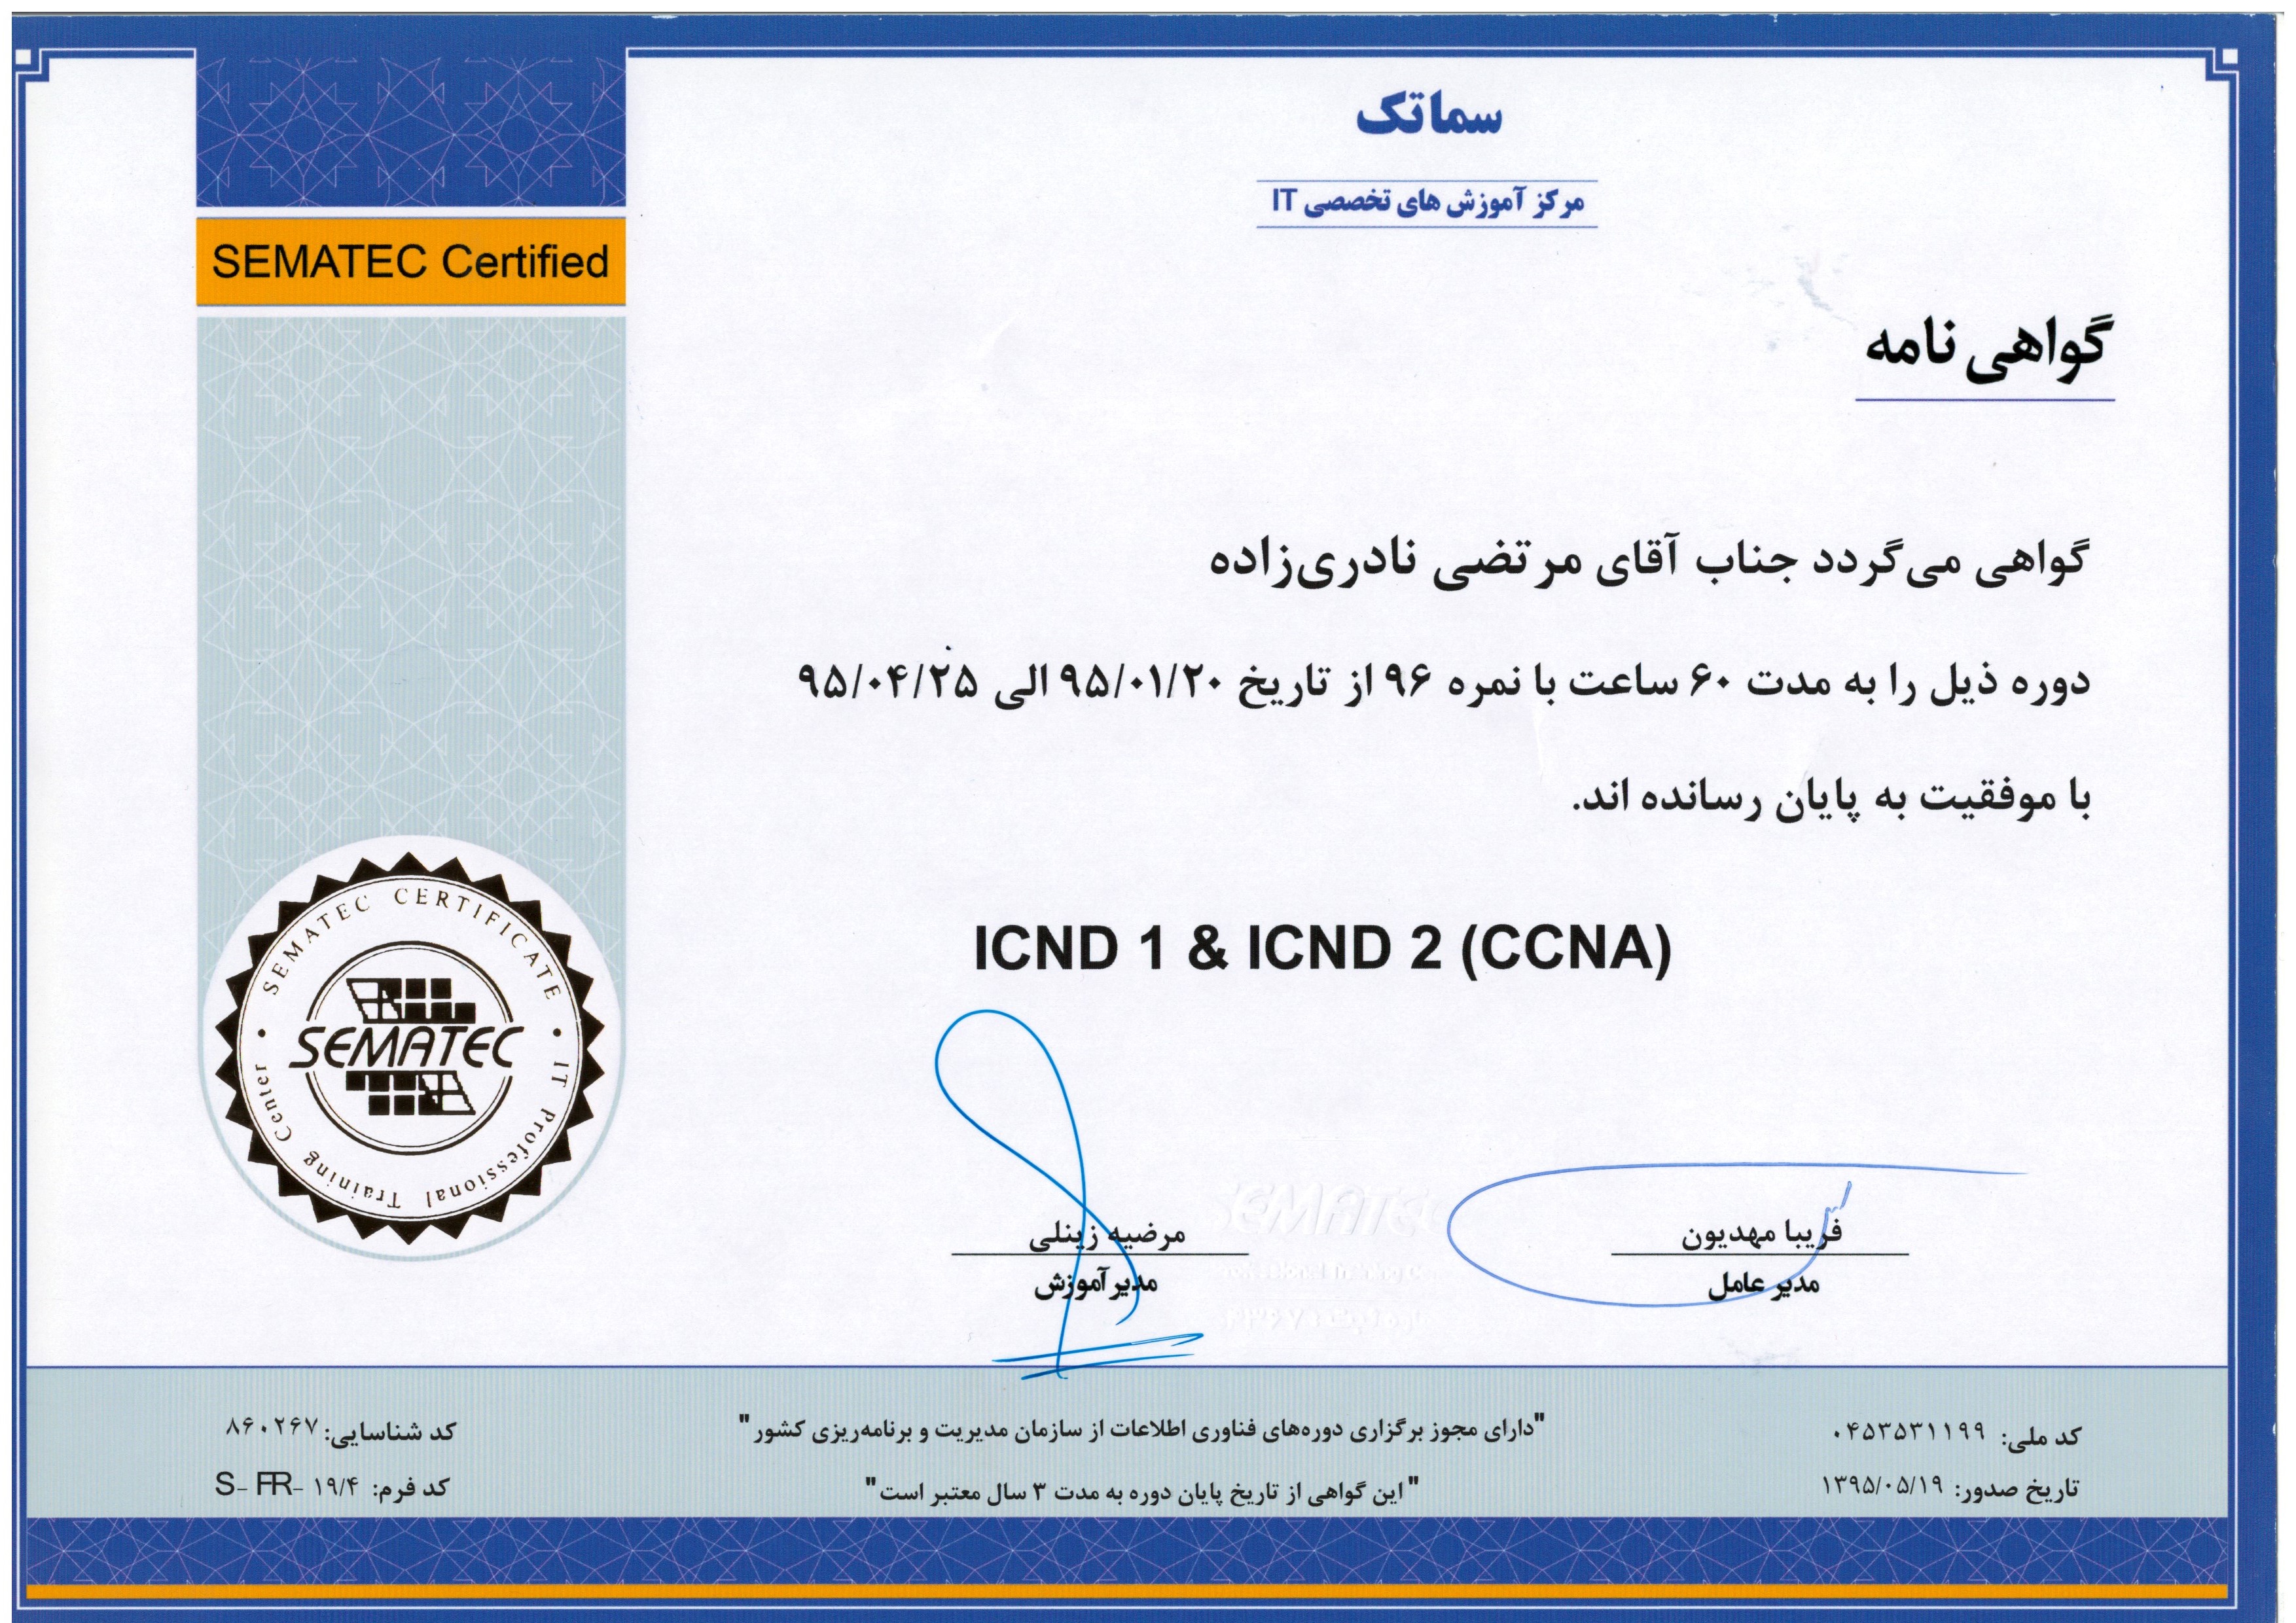 سماتک
مرکز آموزش های تخصصی IT
SEMATEC Certified
گواهی نامه
گواهی می‌گردد جناب آقای مرتضی نادری‌زاده
دوره ذیل را به مدت ۶۰ ساعت با نمره ۹۶ از تاریخ ۹۵/۰۱/۲۰ الی ۹۵/۰۴/۲۵
با موفقیت به پایان رسانده اند.
ICND 1 & ICND 2 (CCNA)
SEMATEC CERTIFICATE • IT Professional Training Center •
SEMATEC
فریبا مهدیون
مدیر عامل
مرضیه زینلی
مدیر آموزش
SEMATEC
کد ملی: ۰۴۵۳۵۳۱۱۹۹
تاریخ صدور: ۱۳۹۵/۰۵/۱۹
"دارای مجوز برگزاری دوره‌های فناوری اطلاعات از سازمان مدیریت و برنامه‌ریزی کشور"
"این گواهی از تاریخ پایان دوره به مدت ۳ سال معتبر است"
کد شناسایی: ۸۶۰۲۶۷
کد فرم: S- FR- ۱۹/۴